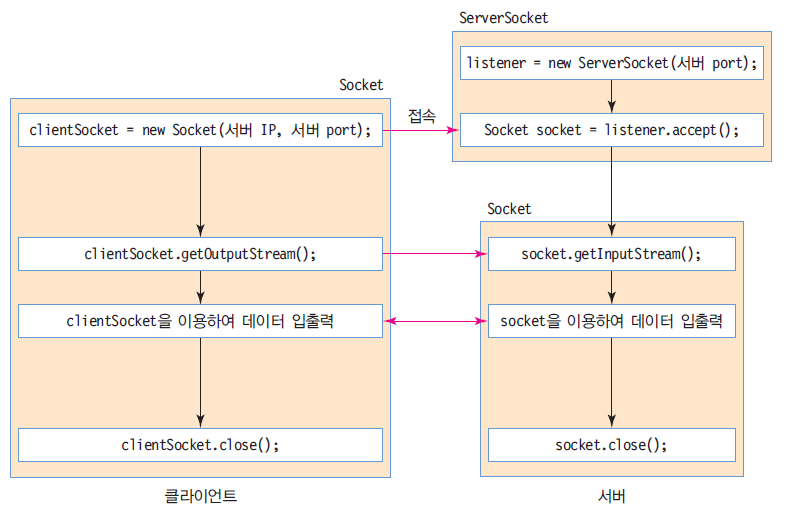 ServerSocket
listener = new ServerSocket(서버 port);
Socket
clientSocket = new Socket(서버 IP, 서버 port);
접속
Socket socket = listener.accept();
Socket
clientSocket.getOutputStream();
socket.getInputStream();
clientSocket을 이용하여 데이터 입출력
socket을 이용하여 데이터 입출력
clientSocket.close();
socket.close();
클라이언트
서버